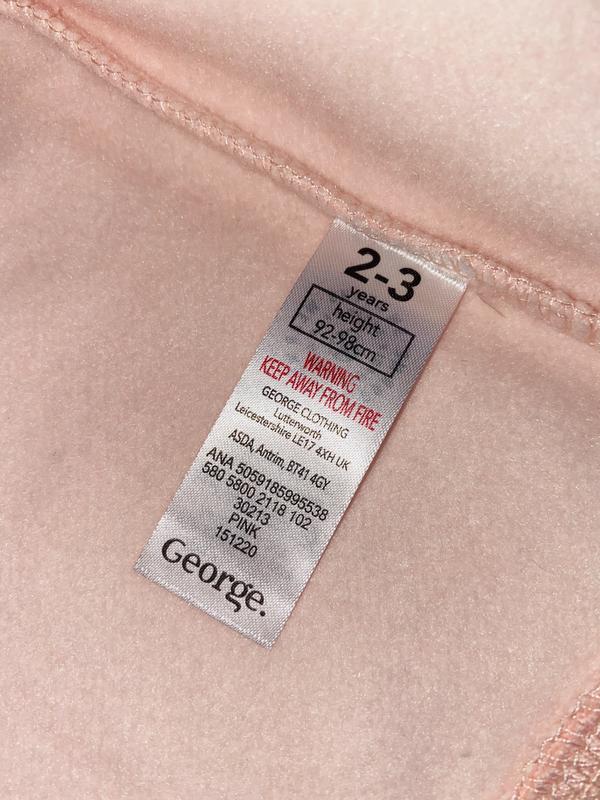 2-3
years
height
92-98cm
WARNING
KEEP AWAY FROM FIRE
GEORGE CLOTHING
Lutterworth
Leicestershire LE17 4XH UK
ASDA, Antrim, BT41 4GY.
ANA 5059185995538
580 5800 2118 102
30213
PINK
151220
George.